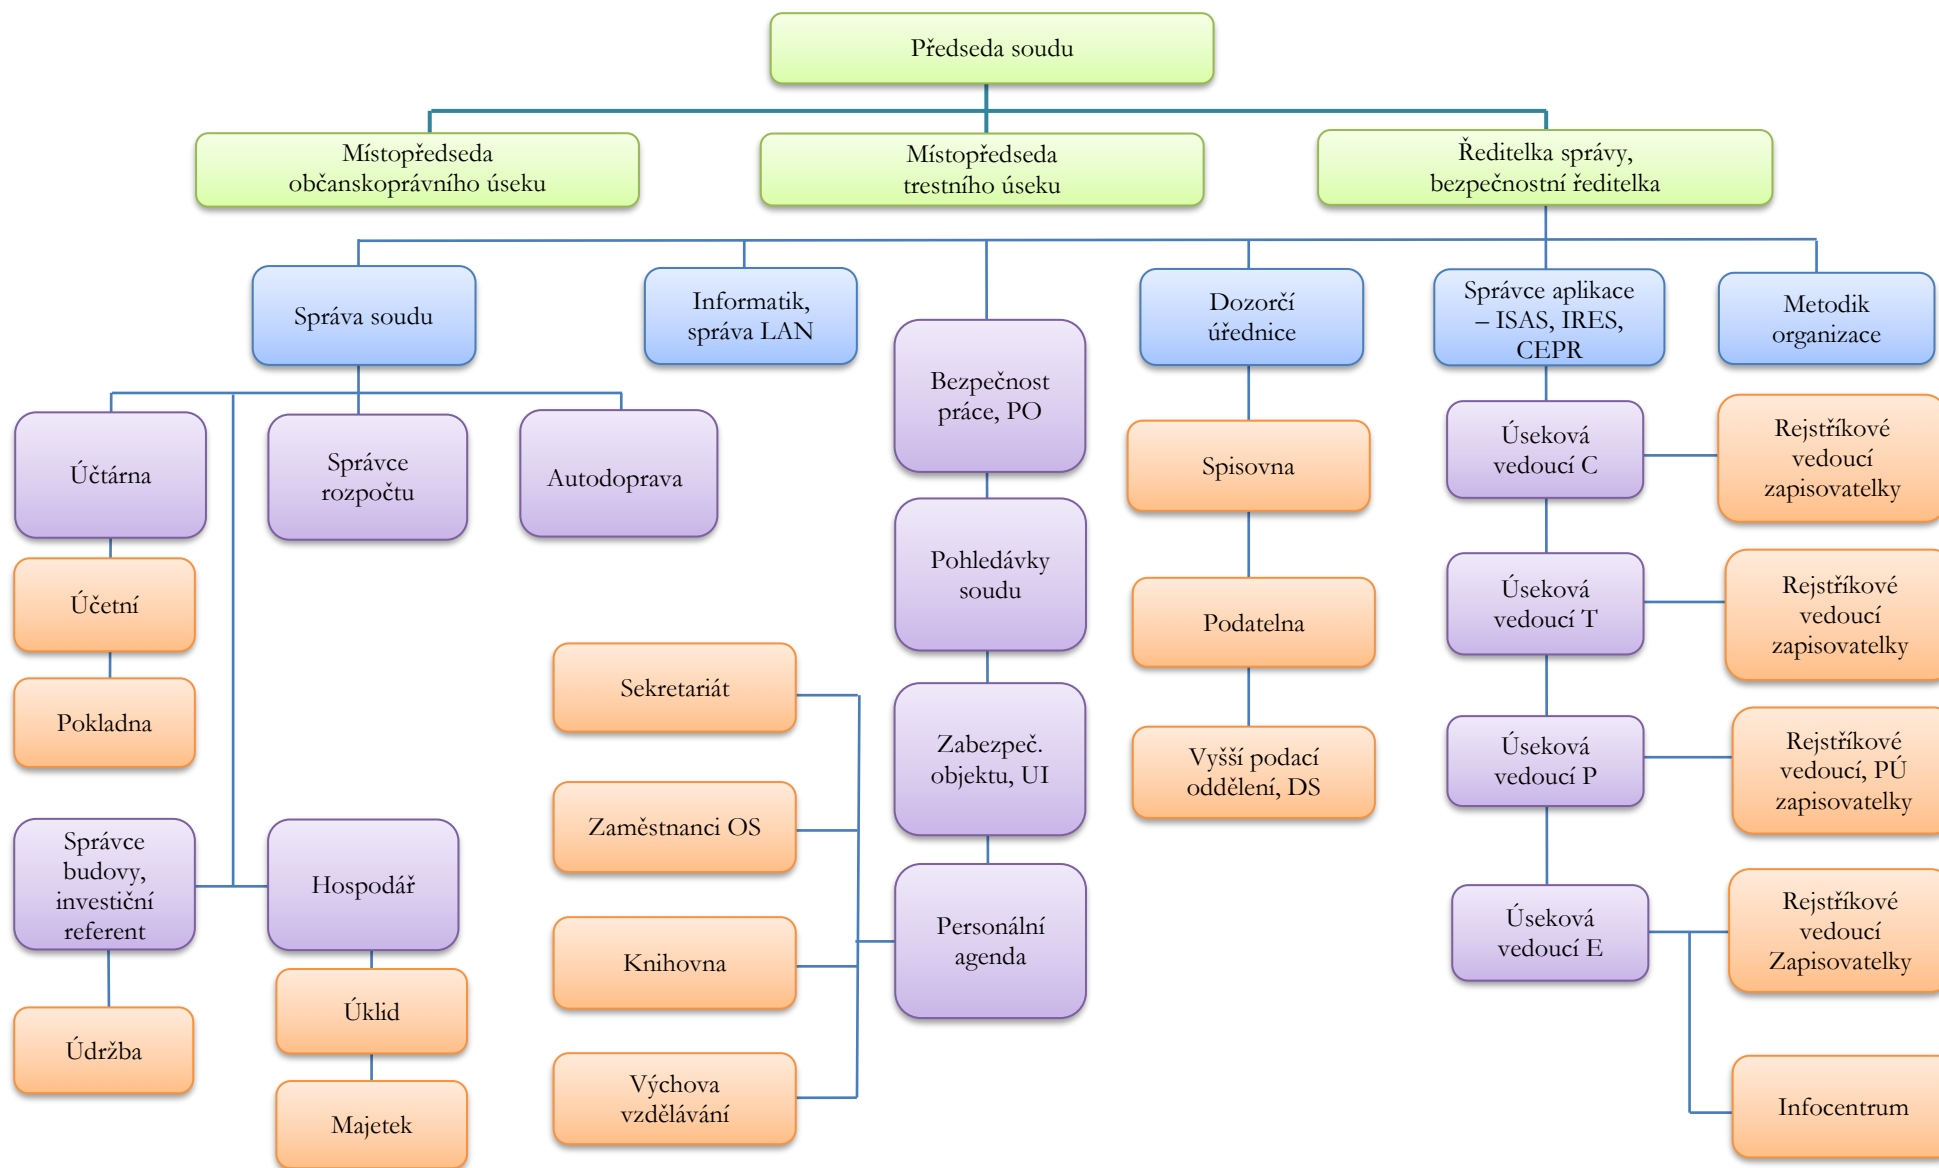 Předseda soudu
Místopředseda
občanskoprávního úseku
Místopředseda
trestního úseku
Ředitelka správy,
bezpečnostní ředitelka
Správa soudu
Informatik,
správa LAN
Bezpečnost
práce, PO
Dozorčí
úřednice
Správce aplikace
– ISAS, IRES,
CEPR
Metodik
organizace
Účtárna
Správce
rozpočtu
Autodoprava
Spisovna
Úseková
vedoucí C
Rejstříkové
vedoucí
zapisovatelky
Účetní
Pohledávky
soudu
Podatelna
Úseková
vedoucí T
Rejstříkové
vedoucí
zapisovatelky
Pokladna
Sekretariát
Zabezpeč.
objektu, UI
Vyšší podací
oddělení, DS
Úseková
vedoucí P
Rejstříkové
vedoucí, PÚ
zapisovatelky
Správce
budovy,
investiční
referent
Hospodář
Zaměstnanci OS
Knihovna
Personální
agenda
Úseková
vedoucí E
Rejstříkové
vedoucí
Zapisovatelky
Údržba
Úklid
Majetek
Výchova
vzdělávání
Infocentrum